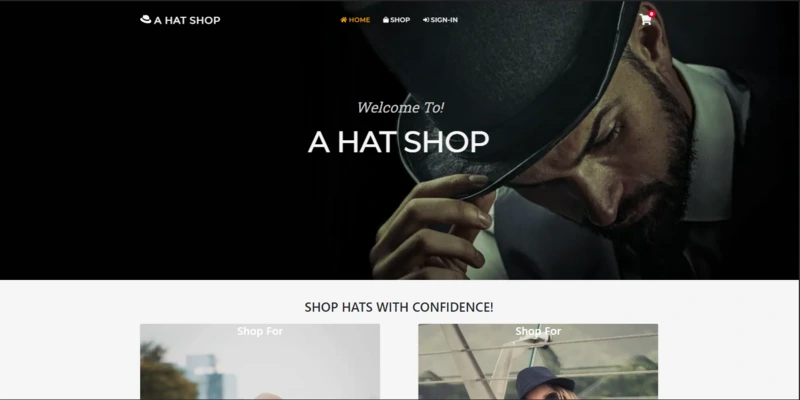 A HAT SHOP
HOME SHOP SIGN-IN
Welcome To!
A HAT SHOP
SHOP HATS WITH CONFIDENCE!
Shop For
Shop For